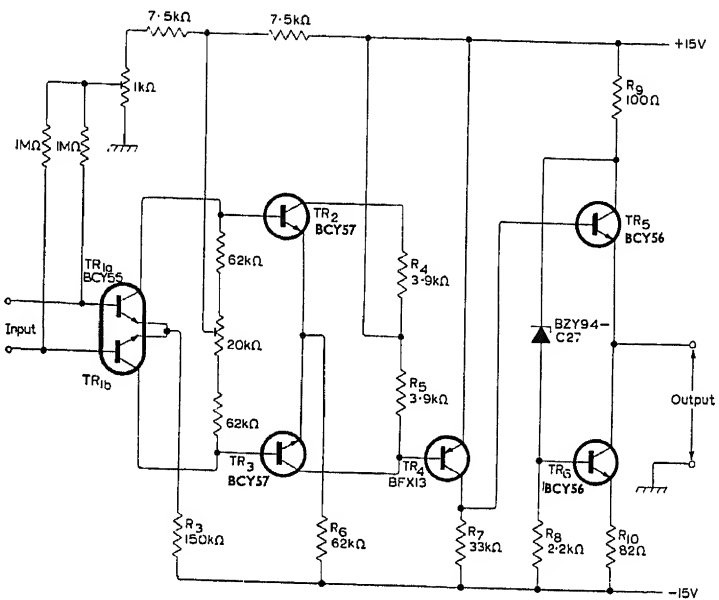 7.5kΩ
7.5kΩ
+15V
1kΩ
R9
100Ω
1MΩ
1MΩ
TR2
BCY57
TR5
BCY56
TR1a
BCY55
62kΩ
R4
3.9kΩ
Input
20kΩ
BZY94-
C27
TR1b
R5
3.9kΩ
Output
62kΩ
TR3
BCY57
TR4
BFX13
TR6
BCY56
R3
150kΩ
R6
62kΩ
R7
33kΩ
R8
2.2kΩ
R10
82Ω
-15V